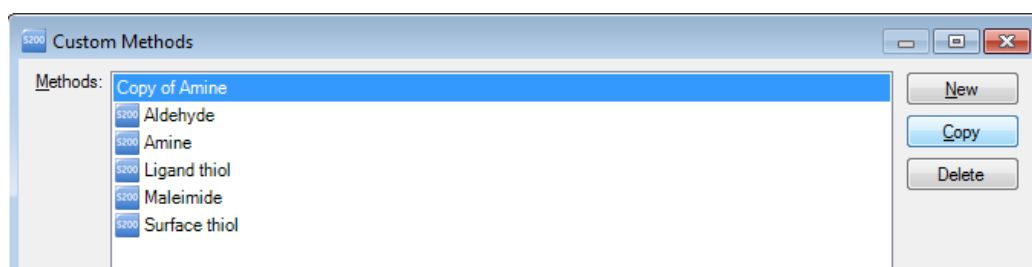 S200 Custom Methods
Methods:
Copy of Amine
S200 Aldehyde
S200 Amine
S200 Ligand thiol
S200 Maleimide
S200 Surface thiol
New
Copy
Delete